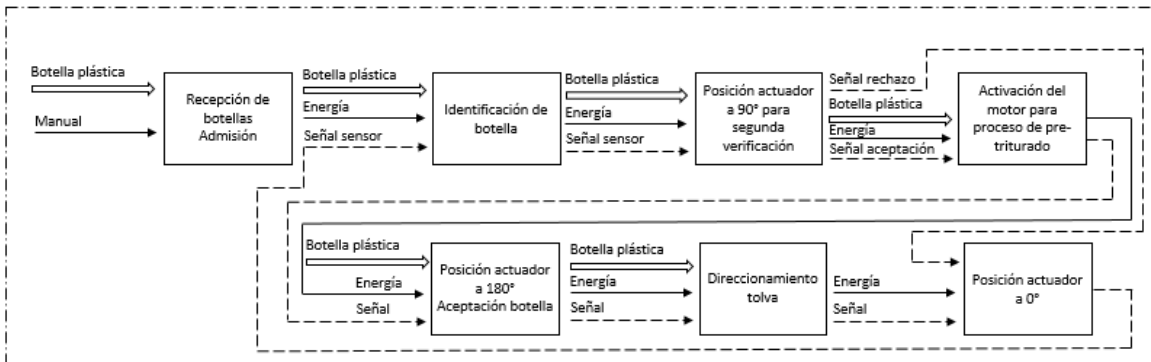 Botella plástica
Manual
Recepción de
botellas
Admisión
Botella plástica
Energía
Señal sensor
Identificación de
botella
Botella plástica
Energía
Señal sensor
Posición actuador
a 90° para
segunda
verificación
Señal rechazo
Botella plástica
Energía
Señal aceptación
Activación del
motor para
proceso de pre-
triturado
Botella plástica
Energía
Señal
Posición actuador
a 180°
Aceptación botella
Botella plástica
Energía
Señal
Direccionamiento
tolva
Energía
Señal
Posición actuador
a 0°